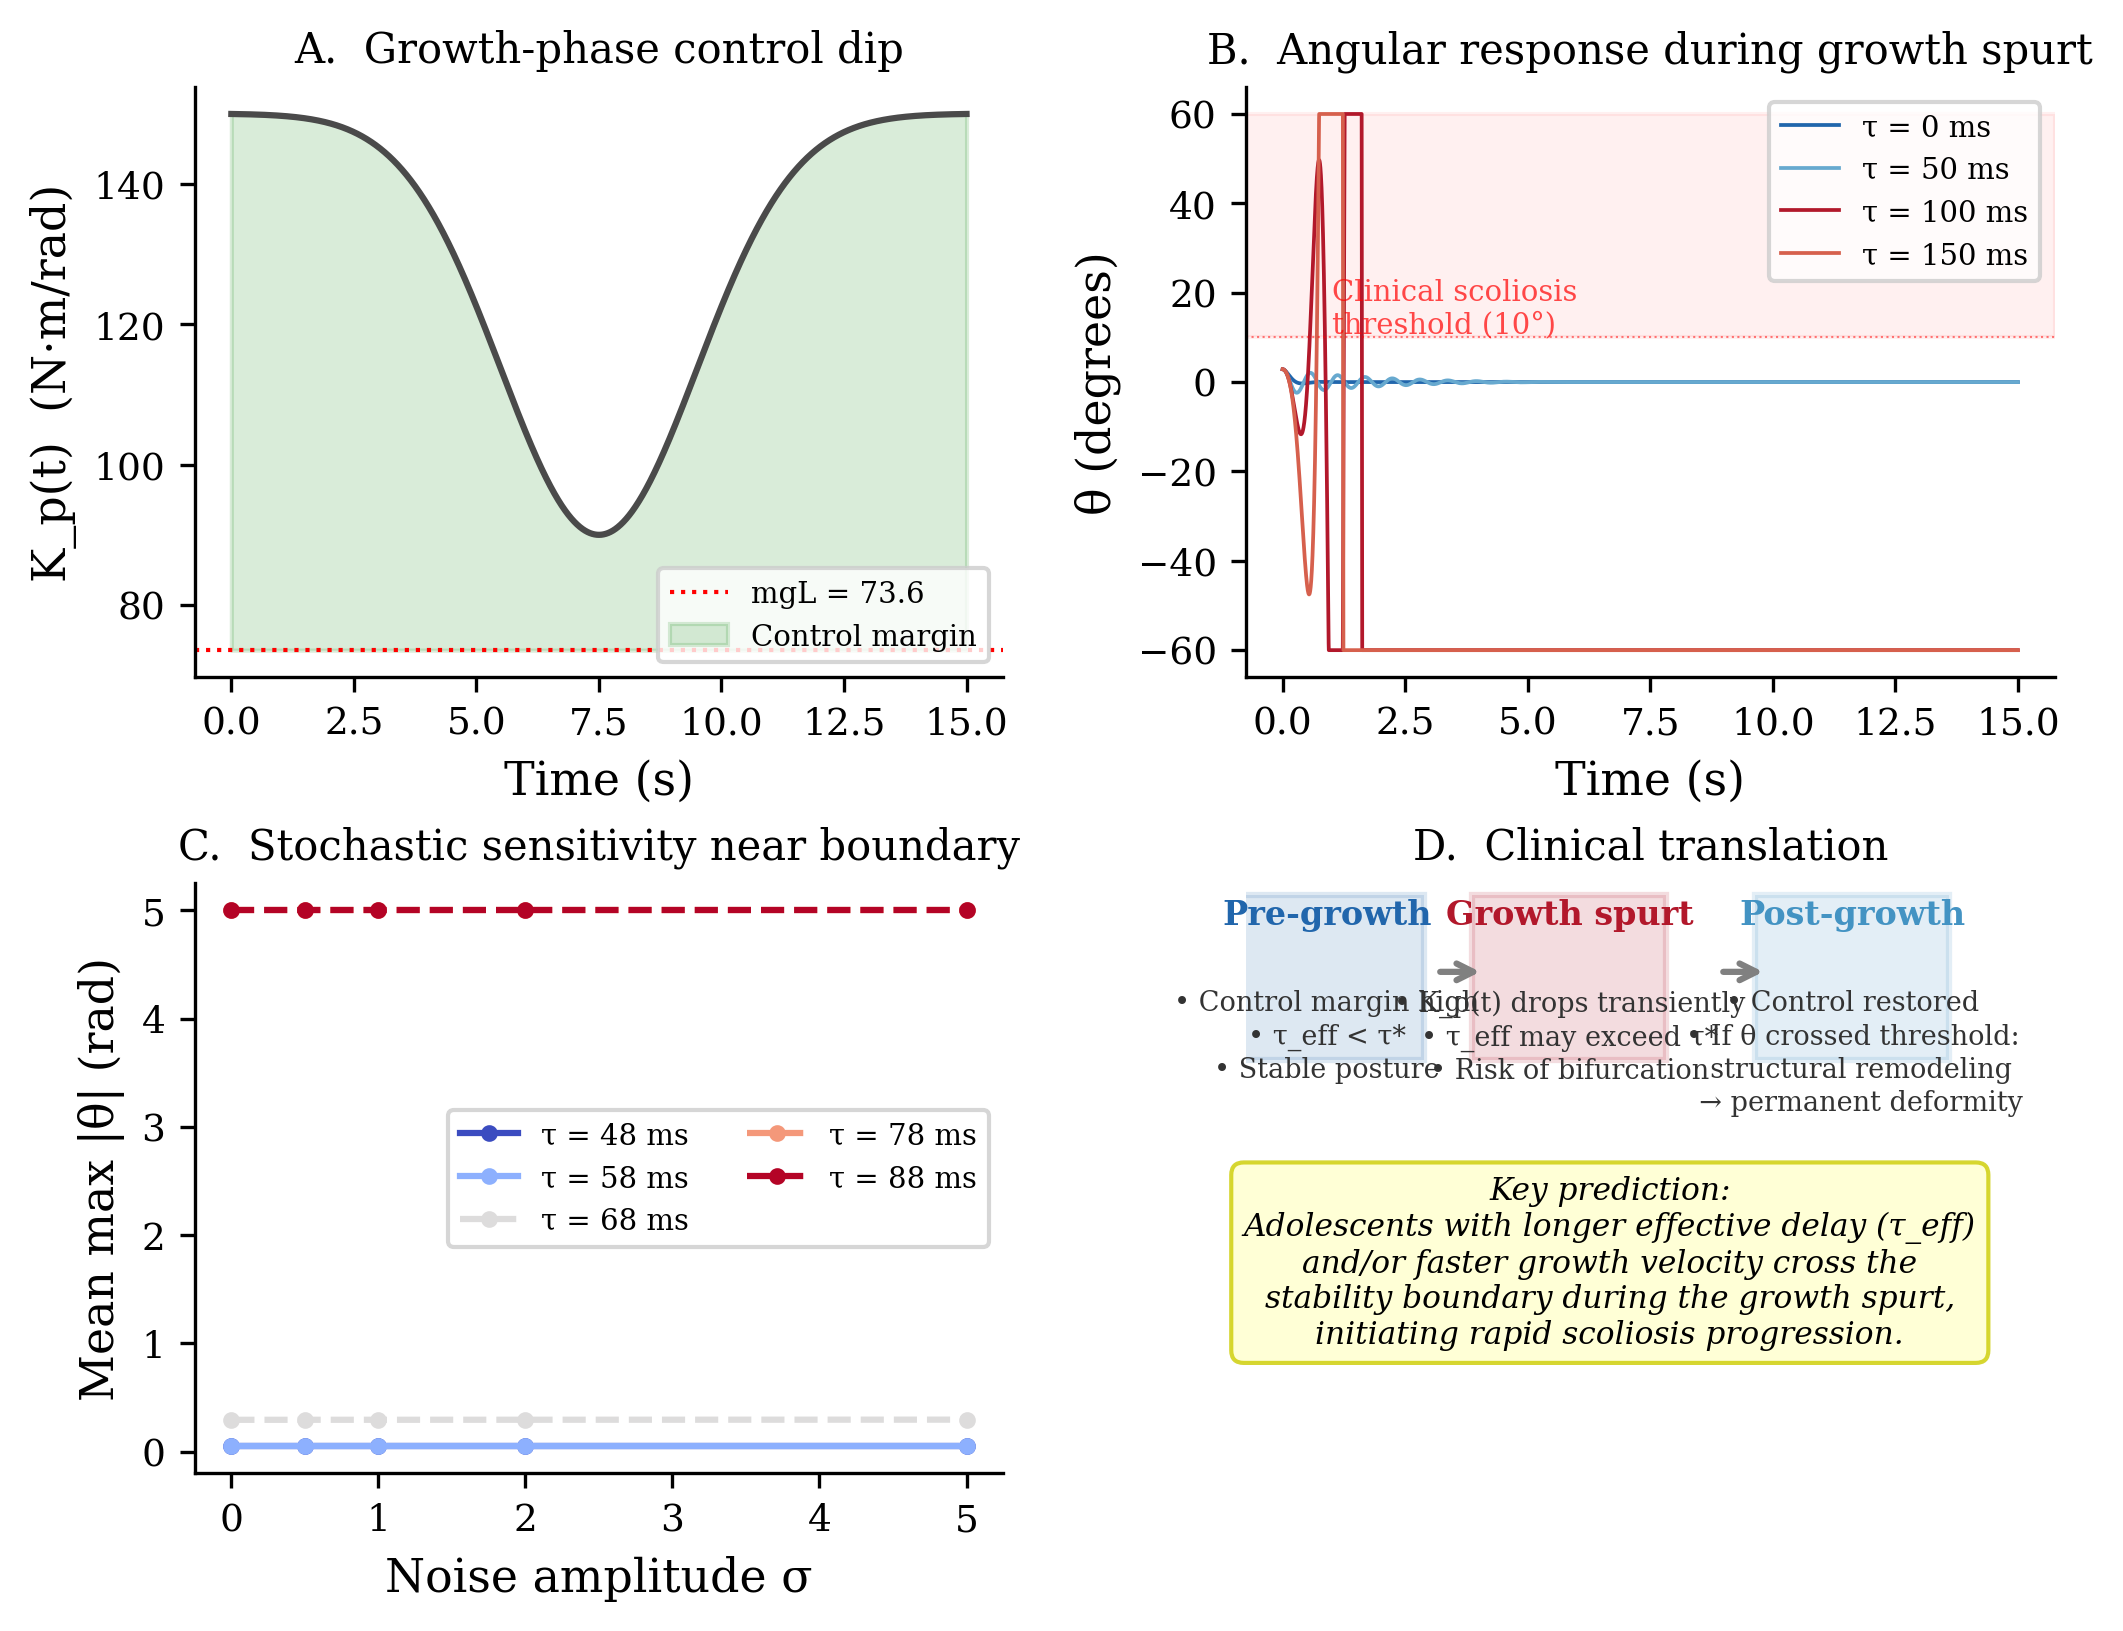 A.  Growth-phase control dip
K_p(t)  (N·m/rad)
140
120
100
80
mgL = 73.6
Control margin
0.0 2.5 5.0 7.5 10.0 12.5 15.0
Time (s)
B.  Angular response during growth spurt
θ (degrees)
60
40
20
0
−20
−40
−60
τ = 0 ms
τ = 50 ms
τ = 100 ms
τ = 150 ms
Clinical scoliosis
threshold (10°)
0.0 2.5 5.0 7.5 10.0 12.5 15.0
Time (s)
C.  Stochastic sensitivity near boundary
Mean max |θ| (rad)
5
4
3
2
1
0
τ = 48 ms
τ = 58 ms
τ = 68 ms
τ = 78 ms
τ = 88 ms
0 1 2 3 4 5
Noise amplitude σ
D.  Clinical translation
Pre-growth
• Control margin high
• τ_eff < τ*
• Stable posture
Growth spurt
• K_p(t) drops transiently
• τ_eff may exceed τ*
• Risk of bifurcation
Post-growth
• Control restored
• If θ crossed threshold:
structural remodeling
→ permanent deformity
Key prediction:
Adolescents with longer effective delay (τ_eff)
and/or faster growth velocity cross the
stability boundary during the growth spurt,
initiating rapid scoliosis progression.